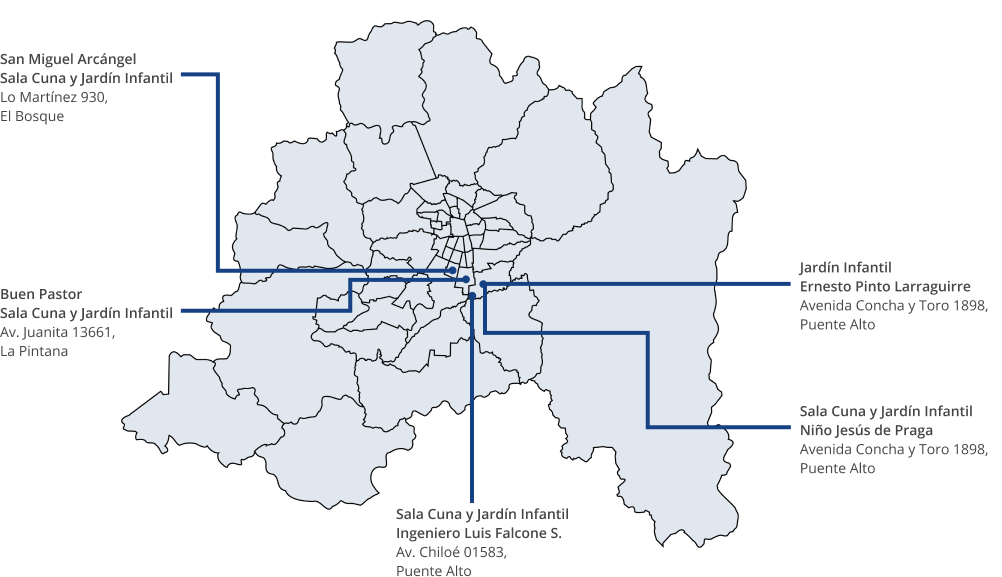 San Miguel Arcángel
Sala Cuna y Jardín Infantil
Lo Martínez 930,
El Bosque
Buen Pastor
Sala Cuna y Jardín Infantil
Av. Juanita 13661,
La Pintana
Jardín Infantil
Ernesto Pinto Larraguirre
Avenida Concha y Toro 1898,
Puente Alto
Sala Cuna y Jardín Infantil
Niño Jesús de Praga
Avenida Concha y Toro 1898,
Puente Alto
Sala Cuna y Jardín Infantil
Ingeniero Luis Falcone S.
Av. Chiloé 01583,
Puente Alto